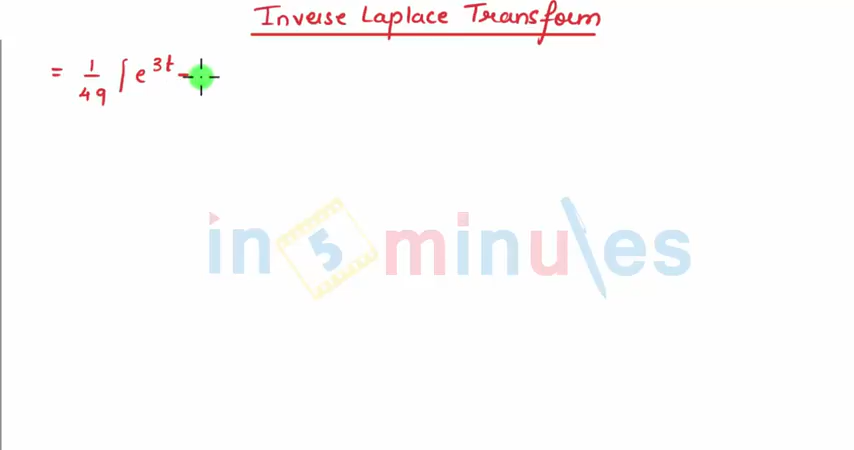 Inverse Laplace Transform
= 1/49 [ e^3t -
in 5 minutes